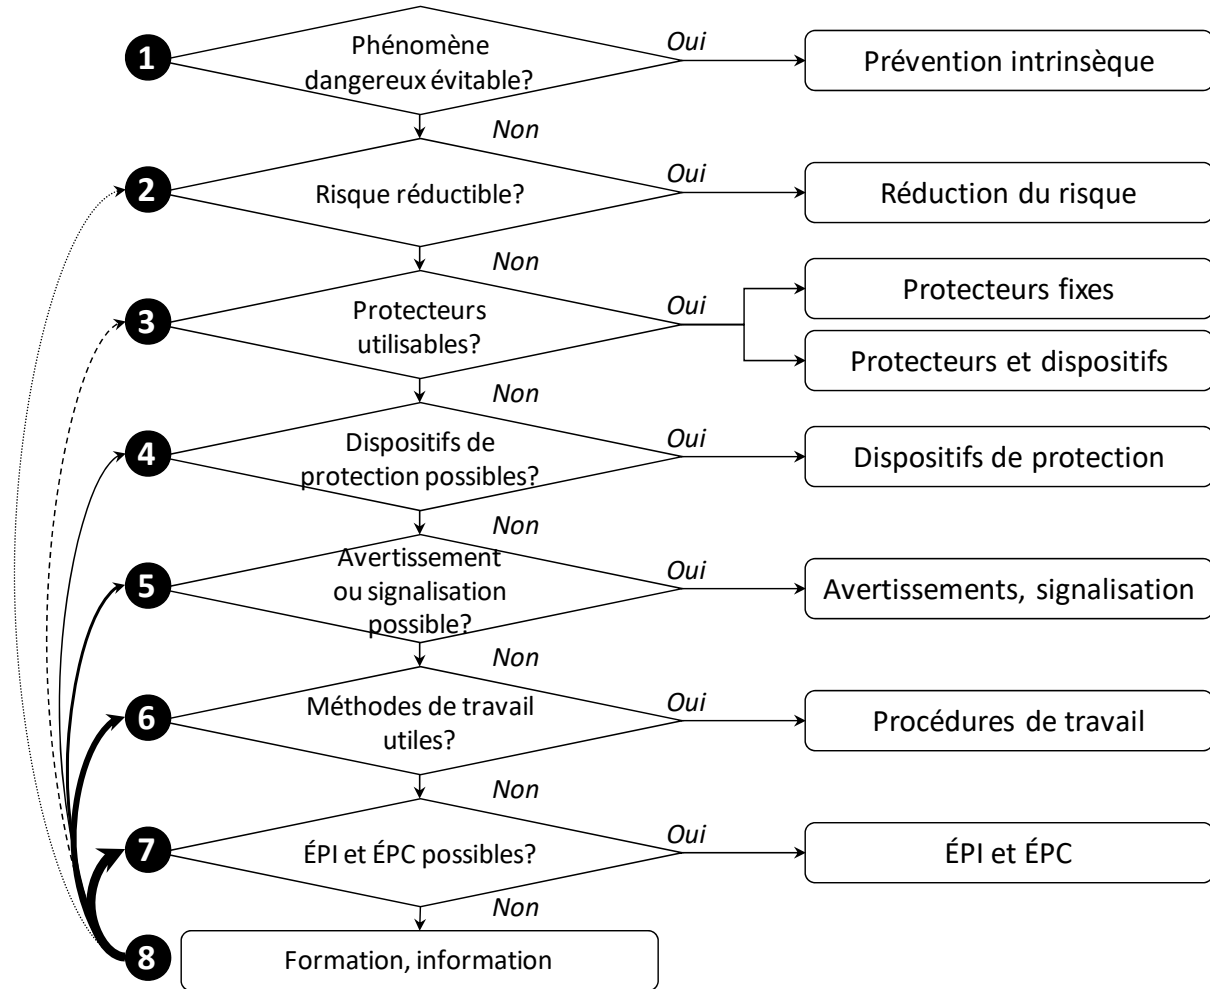 1
Phénomène
dangereux évitable?
Oui
Prévention intrinsèque
Non
2
Risque réductible?
Oui
Réduction du risque
Non
3
Protecteurs
utilisables?
Oui
Protecteurs fixes
Protecteurs et dispositifs
Non
4
Dispositifs de
protection possibles?
Oui
Dispositifs de protection
Non
5
Avertissement
ou signalisation
possible?
Oui
Avertissements, signalisation
Non
6
Méthodes de travail
utiles?
Oui
Procédures de travail
Non
7
ÉPI et ÉPC possibles?
Oui
ÉPI et ÉPC
Non
8
Formation, information